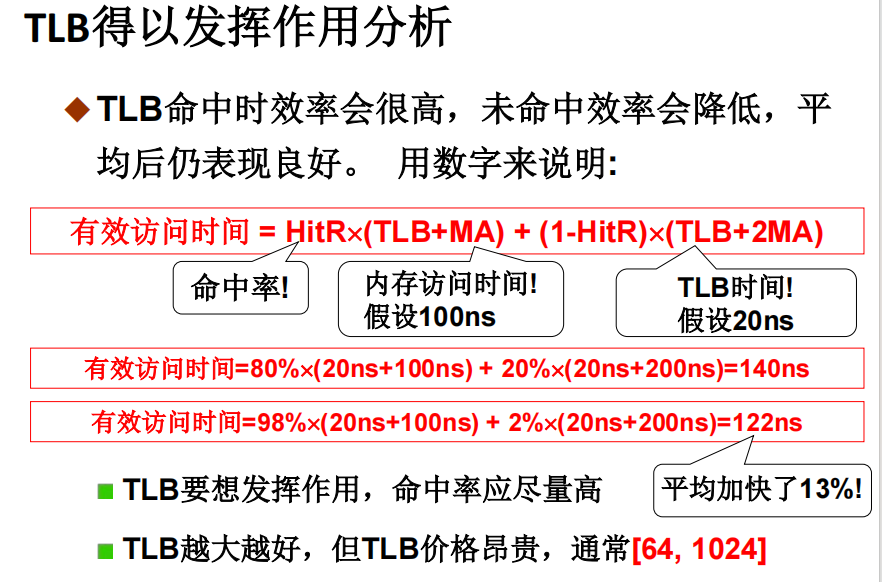 TLB得以发挥作用分析
TLB命中时效率会很高，未命中效率会降低，平
均后仍表现良好。 用数字来说明:
有效访问时间 = HitR×(TLB+MA) + (1-HitR)×(TLB+2MA)
命中率!
内存访问时间!
假设100ns
TLB时间!
假设20ns
有效访问时间=80%×(20ns+100ns) + 20%×(20ns+200ns)=140ns
有效访问时间=98%×(20ns+100ns) + 2%×(20ns+200ns)=122ns
TLB要想发挥作用，命中率应尽量高
平均加快了13%!
TLB越大越好，但TLB价格昂贵，通常[64, 1024]